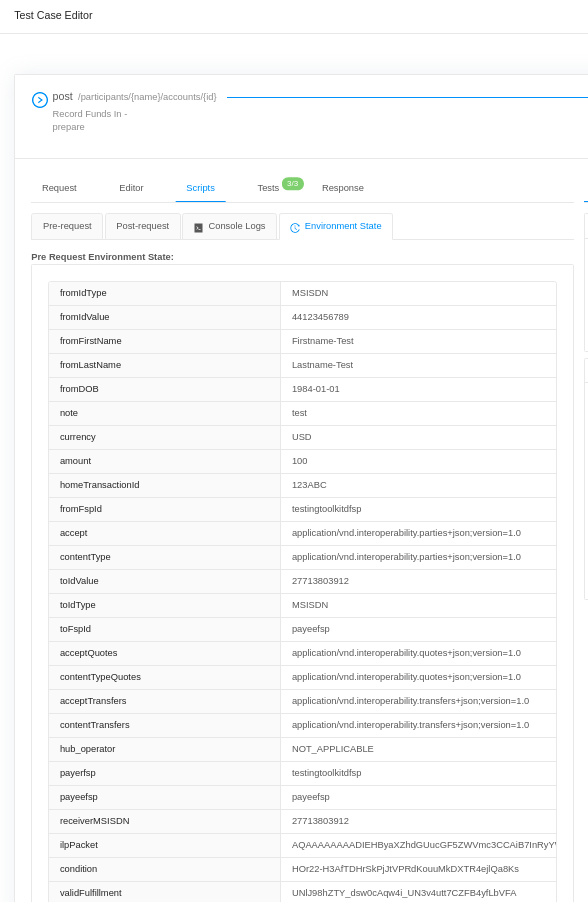 Test Case Editor
post /participants/{name}/accounts/{id}
Record Funds In -
prepare
Request Editor Scripts Tests 3/3 Response
Pre-request Post-request Console Logs Environment State
Pre Request Environment State:
fromIdType MSISDN
fromIdValue 44123456789
fromFirstName Firstname-Test
fromLastName Lastname-Test
fromDOB 1984-01-01
note test
currency USD
amount 100
homeTransactionId 123ABC
fromFspId testingtoolkitdfsp
accept application/vnd.interoperability.parties+json;version=1.0
contentType application/vnd.interoperability.parties+json;version=1.0
toIdValue 27713803912
toIdType MSISDN
toFspId payeefsp
acceptQuotes application/vnd.interoperability.quotes+json;version=1.0
contentTypeQuotes application/vnd.interoperability.quotes+json;version=1.0
acceptTransfers application/vnd.interoperability.transfers+json;version=1.0
contentTransfers application/vnd.interoperability.transfers+json;version=1.0
hub_operator NOT_APPLICABLE
payerfsp testingtoolkitdfsp
payeefsp payeefsp
receiverMSISDN 27713803912
ilpPacket
condition HOr22-H3AfTDHrSkPjJtVPRdKouuMkDXTR4ejlQa8Ks
validFulfillment UNlJ98hZTY_dsw0cAqw4i_UN3v4utt7CZFB4yfLbVFA